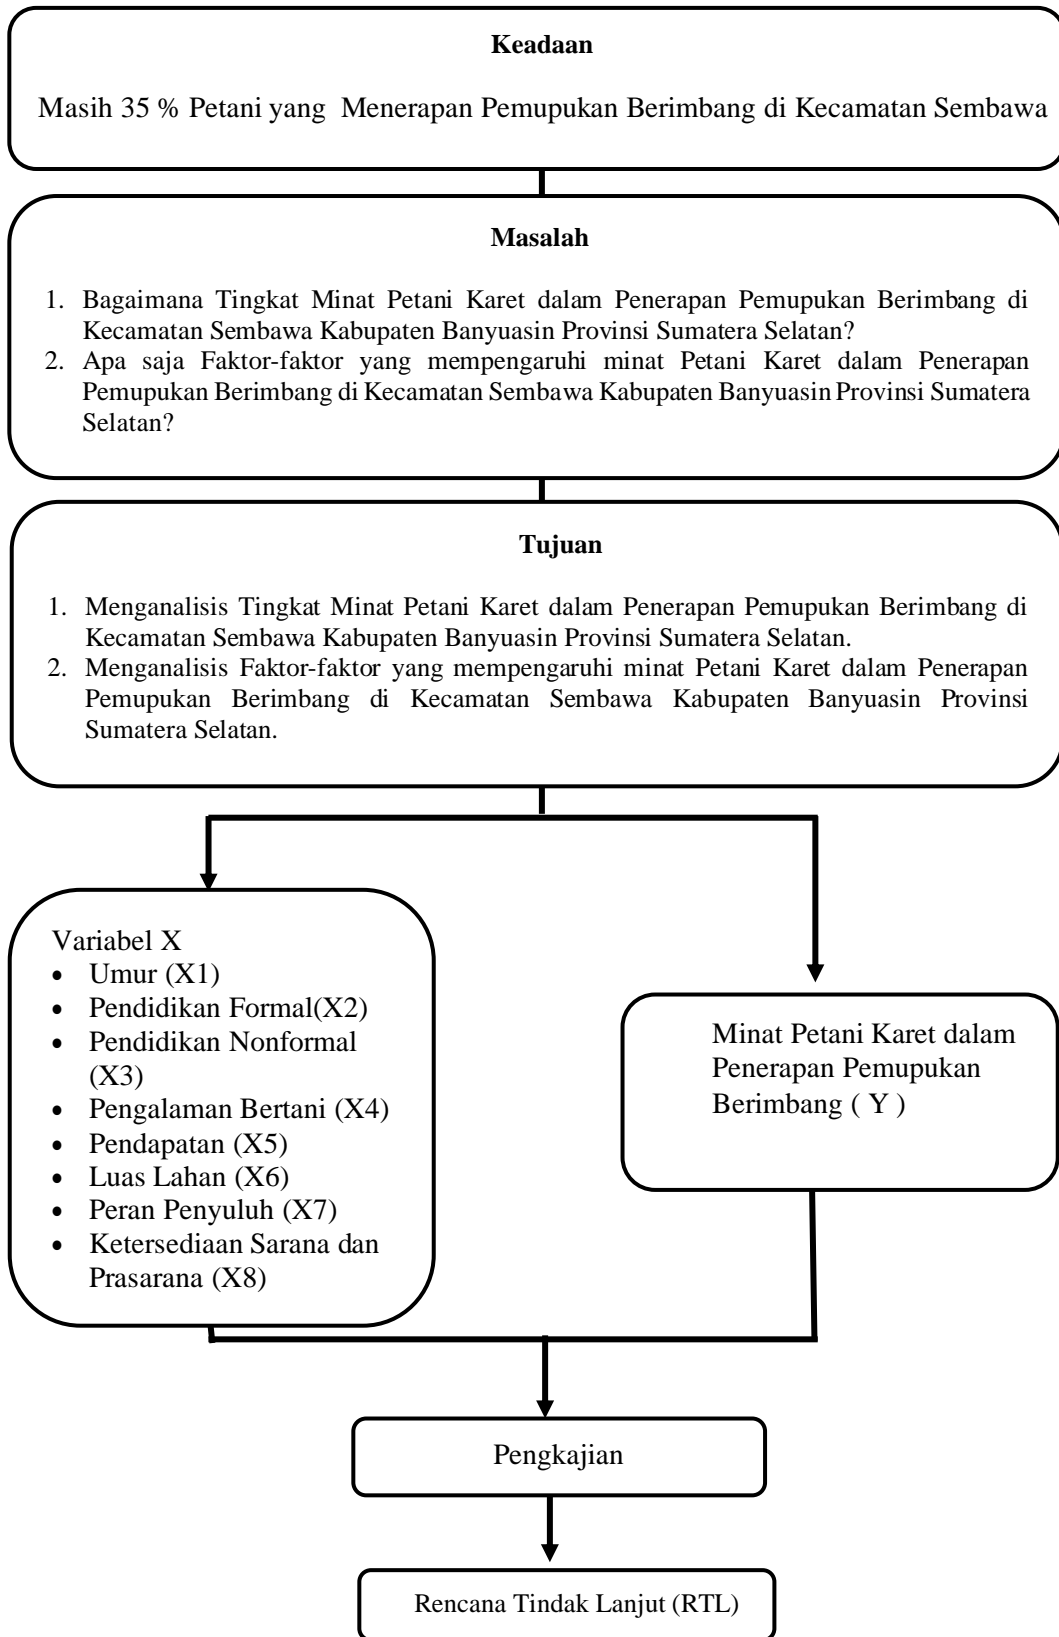 Keadaan
Masih 35 % Petani yang Menerapan Pemupukan Berimbang di Kecamatan Sembawa
Masalah
1. Bagaimana Tingkat Minat Petani Karet dalam Penerapan Pemupukan Berimbang di
Kecamatan Sembawa Kabupaten Banyuasin Provinsi Sumatera Selatan?
2. Apa saja Faktor-faktor yang mempengaruhi minat Petani Karet dalam Penerapan
Pemupukan Berimbang di Kecamatan Sembawa Kabupaten Banyuasin Provinsi Sumatera
Selatan?
Tujuan
1. Menganalisis Tingkat Minat Petani Karet dalam Penerapan Pemupukan Berimbang di
Kecamatan Sembawa Kabupaten Banyuasin Provinsi Sumatera Selatan.
2. Menganalisis Faktor-faktor yang mempengaruhi minat Petani Karet dalam Penerapan
Pemupukan Berimbang di Kecamatan Sembawa Kabupaten Banyuasin Provinsi
Sumatera Selatan.
Variabel X
• Umur (X1)
• Pendidikan Formal(X2)
• Pendidikan Nonformal
(X3)
• Pengalaman Bertani (X4)
• Pendapatan (X5)
• Luas Lahan (X6)
• Peran Penyuluh (X7)
• Ketersediaan Sarana dan
Prasarana (X8)
Minat Petani Karet dalam
Penerapan Pemupukan
Berimbang ( Y )
Pengkajian
Rencana Tindak Lanjut (RTL)